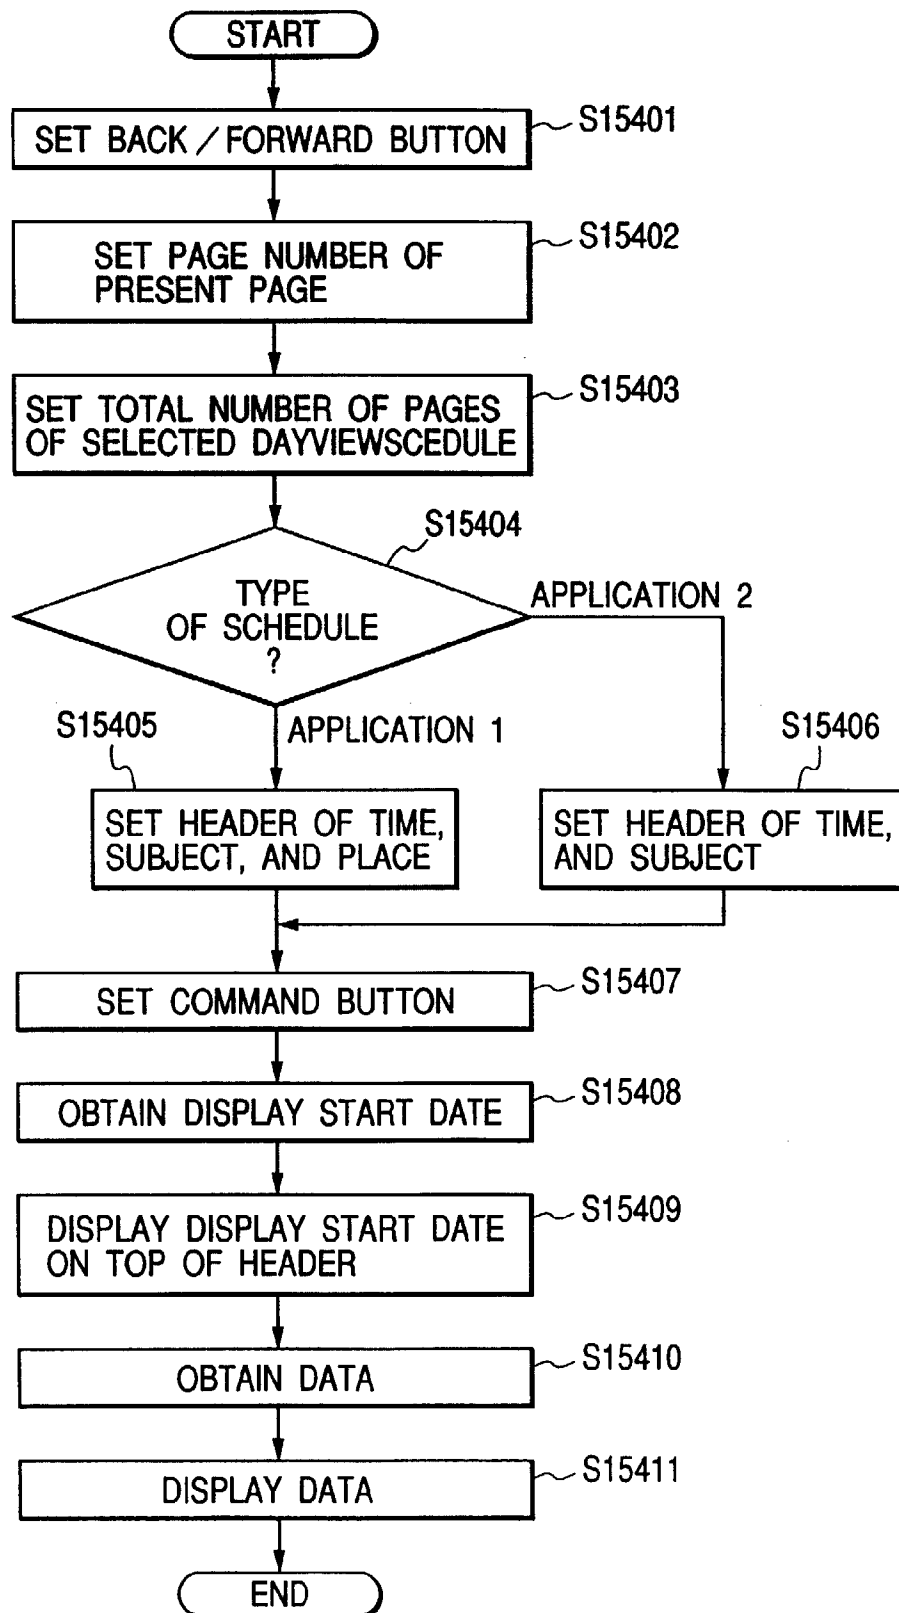 START
SET BACK / FORWARD BUTTON
S15401
SET PAGE NUMBER OF
PRESENT PAGE
S15402
SET TOTAL NUMBER OF PAGES
OF SELECTED DAYVIEWSCEDULE
S15403
S15404
TYPE
OF SCHEDULE
?
APPLICATION 2
APPLICATION 1
S15405
SET HEADER OF TIME,
SUBJECT, AND PLACE
S15406
SET HEADER OF TIME,
AND SUBJECT
SET COMMAND BUTTON
S15407
OBTAIN DISPLAY START DATE
S15408
DISPLAY DISPLAY START DATE
ON TOP OF HEADER
S15409
OBTAIN DATA
S15410
DISPLAY DATA
S15411
END